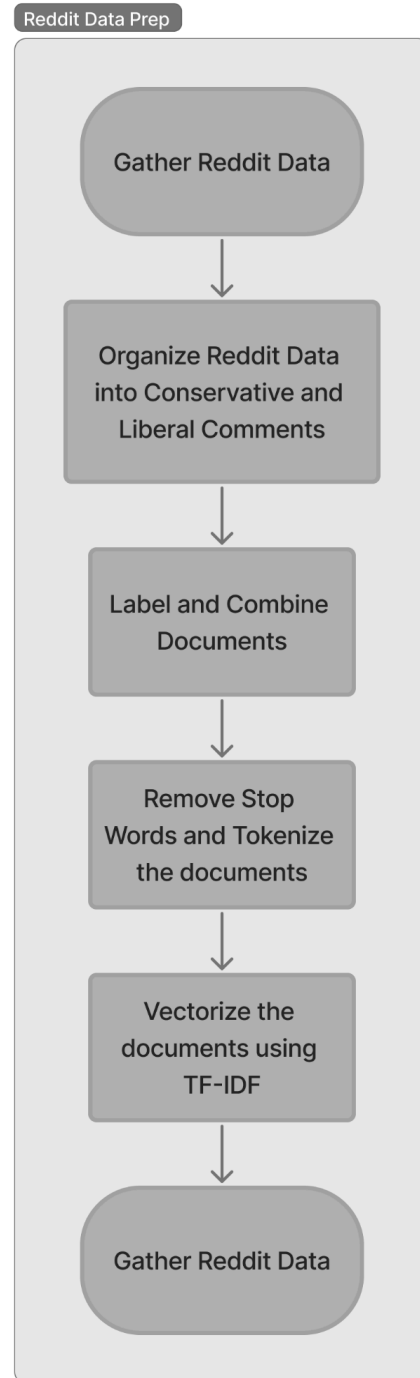 Reddit Data Prep
Gather Reddit Data
Organize Reddit Data
into Conservative and
Liberal Comments
Label and Combine
Documents
Remove Stop
Words and Tokenize
the documents
Vectorize the
documents using
TF-IDF
Gather Reddit Data